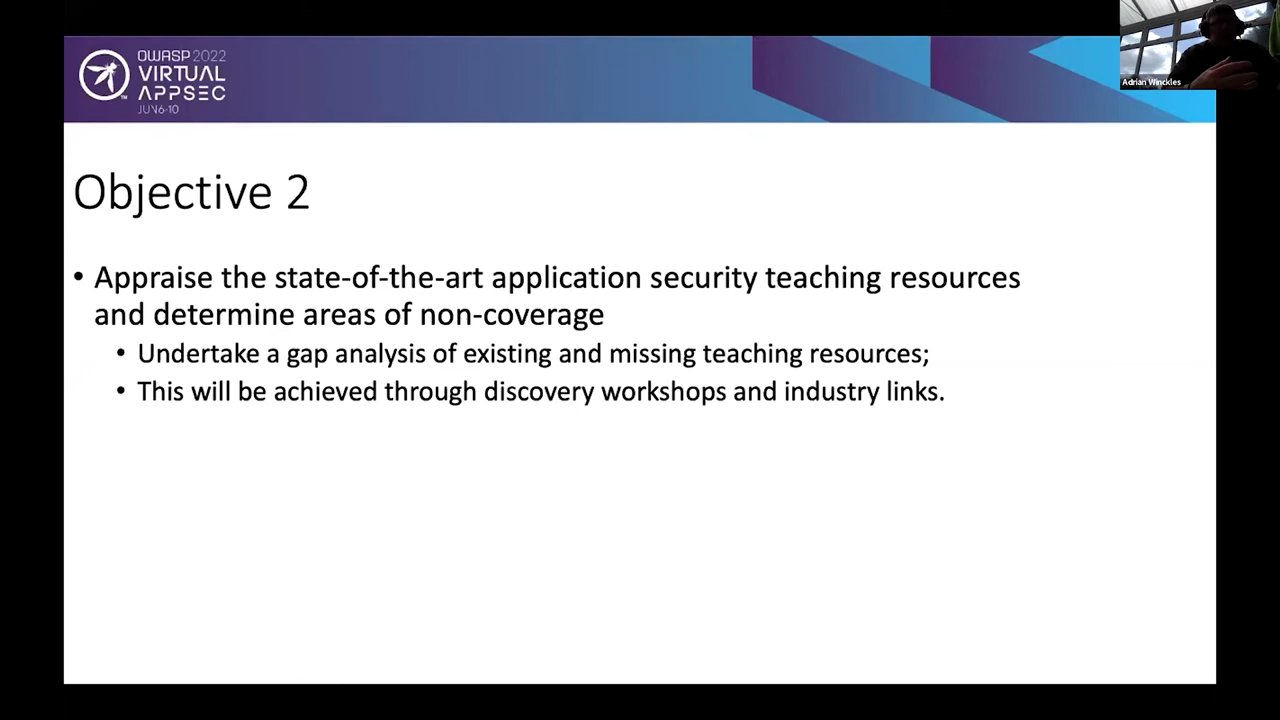 OWASP 2022
VIRTUAL
APPSEC
JUN 6-10
Adrian Winckles
Objective 2
• Appraise the state-of-the-art application security teaching resources
and determine areas of non-coverage
• Undertake a gap analysis of existing and missing teaching resources;
• This will be achieved through discovery workshops and industry links.